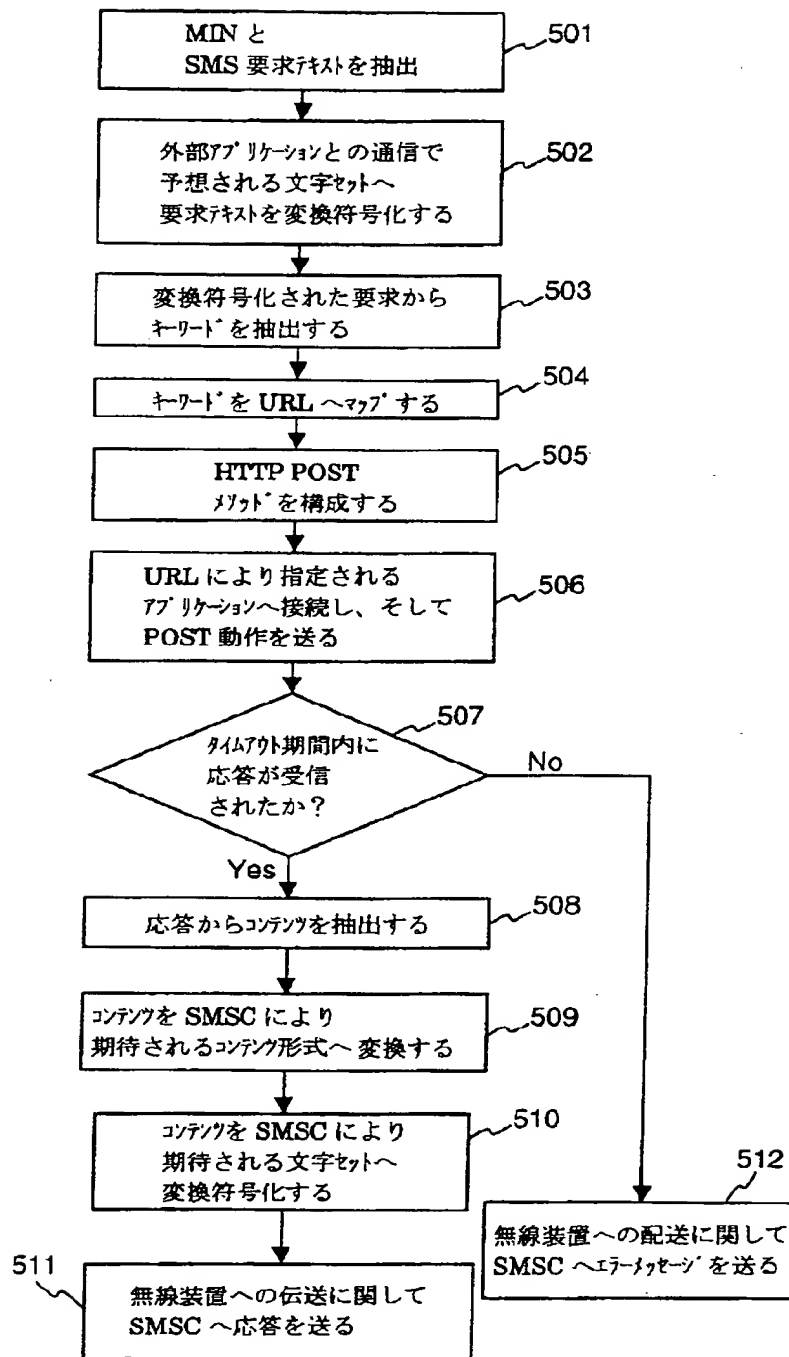 MIN と
SMS 要求ﾃｷｽﾄを抽出
501
外部ｱﾌﾟﾘｹｰｼｮﾝとの通信で
予想される文字ｾｯﾄへ
要求ﾃｷｽﾄを変換符号化する
502
変換符号化された要求から
ｷｰﾜｰﾄﾞを抽出する
503
ｷｰﾜｰﾄﾞを URL へﾏｯﾌﾟする
504
HTTP POST
ﾒｿｯﾄﾞを構成する
505
URL により指定される
ｱﾌﾟﾘｹｰｼｮﾝへ接続し、そして
POST 動作を送る
506
ﾀｲﾑｱｳﾄ期間内に
応答が受信
されたか？
507
No
Yes
応答からｺﾝﾃﾝﾂを抽出する
508
ｺﾝﾃﾝﾂを SMSC により
期待されるｺﾝﾃﾝﾂ形式へ変換する
509
ｺﾝﾃﾝﾂを SMSC により
期待される文字ｾｯﾄへ
変換符号化する
510
無線装置への伝送に関して
SMSC へ応答を送る
511
無線装置への配送に関して
SMSC へｴﾗｰﾒｯｾｰｼﾞを送る
512